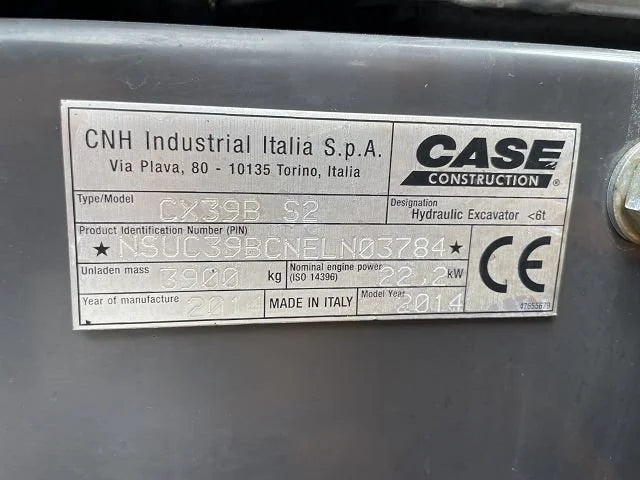 CNH Industrial Italia S.p.A.
Via Plava, 80 - 10135 Torino, Italia
CASE
CONSTRUCTION ®
Type/Model CX39B S2
Designation
Hydraulic Excavator <6t
Product Identification Number (PIN)
★ NSUC39BCNELN03784 ★
Unladen mass 3900 kg
Nominal engine power (ISO 14396) 22,2 kW
CE
Year of manufacture 2014
MADE IN ITALY
Model Year 2014